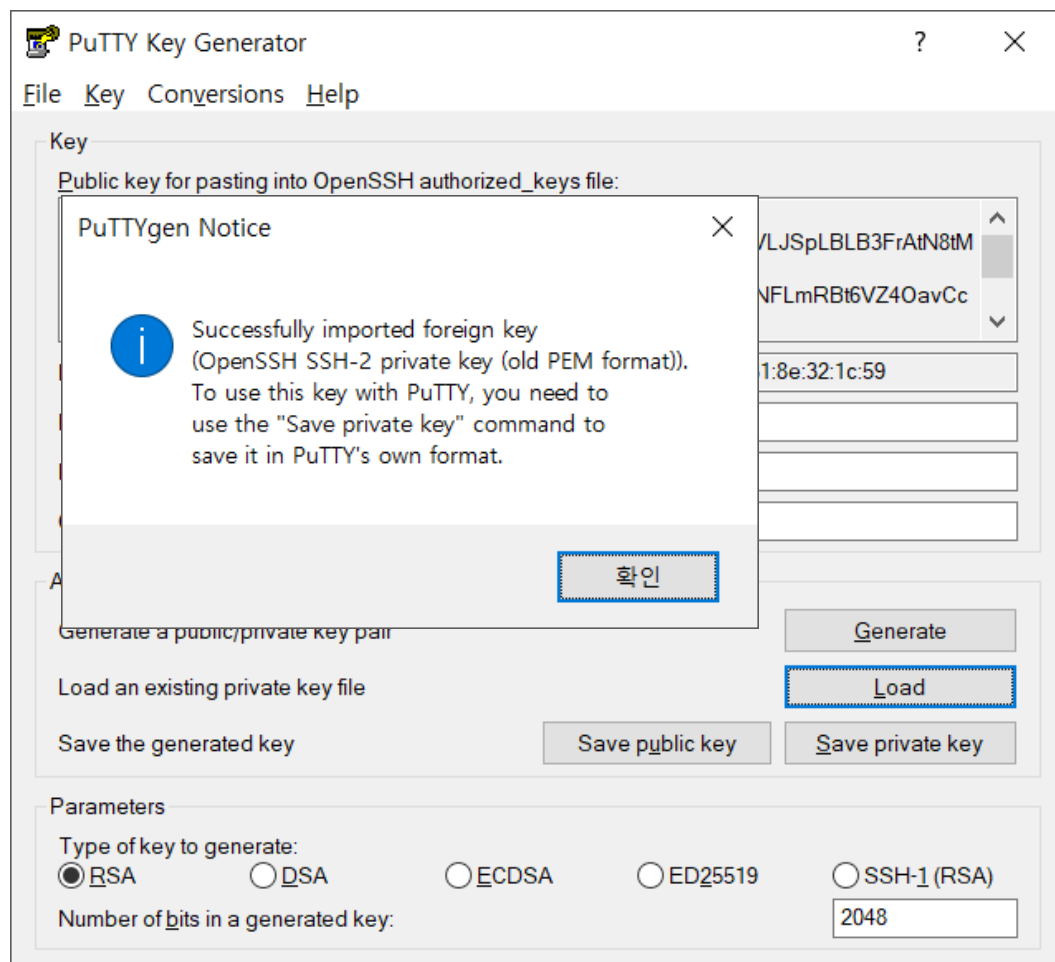 PuTTY Key Generator
?
File Key Conversions Help
Key
Public key for pasting into OpenSSH authorized_keys file:
PuTTYgen Notice
VLJSpLBLB3FrAtN8tM
NFLmRBt6VZ4OavCc
Successfully imported foreign key
(OpenSSH SSH-2 private key (old PEM format)).
To use this key with PuTTY, you need to
use the "Save private key" command to
save it in PuTTY's own format.
1:8e:32:1c:59
확인
Generate a public/private key pair
Generate
Load an existing private key file
Load
Save the generated key
Save public key
Save private key
Parameters
Type of key to generate:
RSA DSA ECDSA ED25519 SSH-1 (RSA)
Number of bits in a generated key:
2048